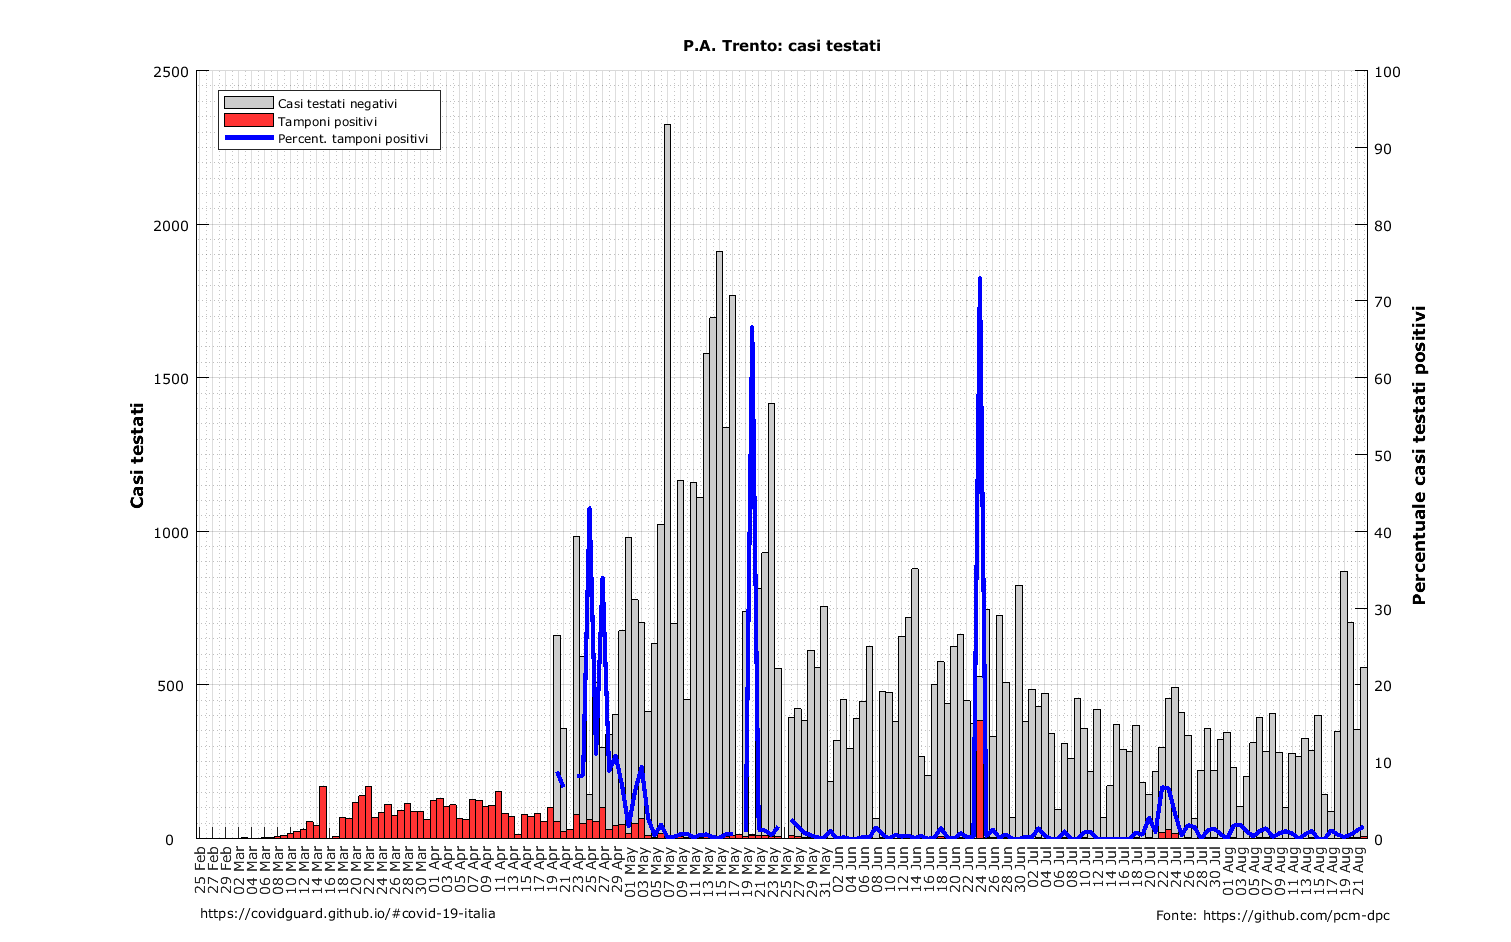 P.A. Trento: casi testati
2500
2000
1500
1000
500
0
Casi testati
Casi testati negativi
Tamponi positivi
Percent. tamponi positivi
100
90
80
70
60
50
40
30
20
10
0
Percentuale casi testati positivi
25 Feb
27 Feb
29 Feb
02 Mar
04 Mar
06 Mar
08 Mar
10 Mar
12 Mar
14 Mar
16 Mar
18 Mar
20 Mar
22 Mar
24 Mar
26 Mar
28 Mar
30 Mar
01 Apr
03 Apr
05 Apr
07 Apr
09 Apr
11 Apr
13 Apr
15 Apr
17 Apr
19 Apr
21 Apr
23 Apr
25 Apr
27 Apr
29 Apr
01 May
03 May
05 May
07 May
09 May
11 May
13 May
15 May
17 May
19 May
21 May
23 May
25 May
27 May
29 May
31 May
02 Jun
04 Jun
06 Jun
08 Jun
10 Jun
12 Jun
14 Jun
16 Jun
18 Jun
20 Jun
22 Jun
24 Jun
26 Jun
28 Jun
30 Jun
02 Jul
04 Jul
06 Jul
08 Jul
10 Jul
12 Jul
14 Jul
16 Jul
18 Jul
20 Jul
22 Jul
24 Jul
26 Jul
28 Jul
30 Jul
01 Aug
03 Aug
05 Aug
07 Aug
09 Aug
11 Aug
13 Aug
15 Aug
17 Aug
19 Aug
21 Aug
https://covidguard.github.io/#covid-19-italia
Fonte: https://github.com/pcm-dpc